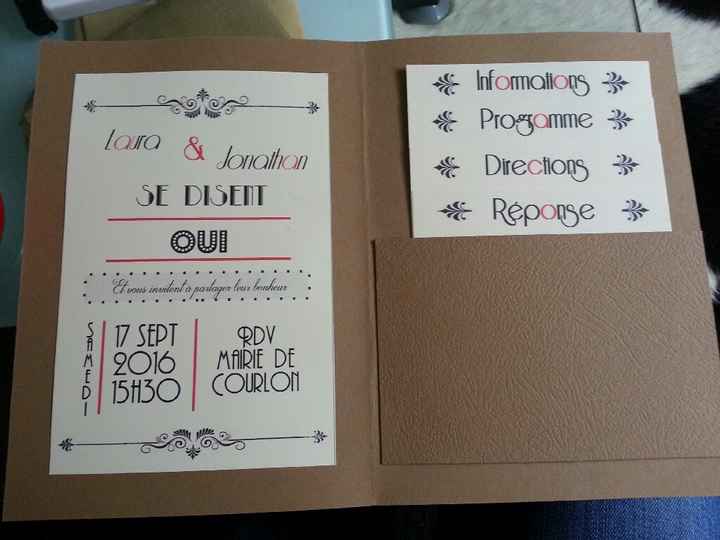 Laura & Jonathan
SE DISENT
OUI
Et vous invitent à partager leur bonheur
SAMEDI
17 SEPT
2016
15H30
RDV
MAIRIE DE
COURLON
Informations
Programme
Directions
Réponse